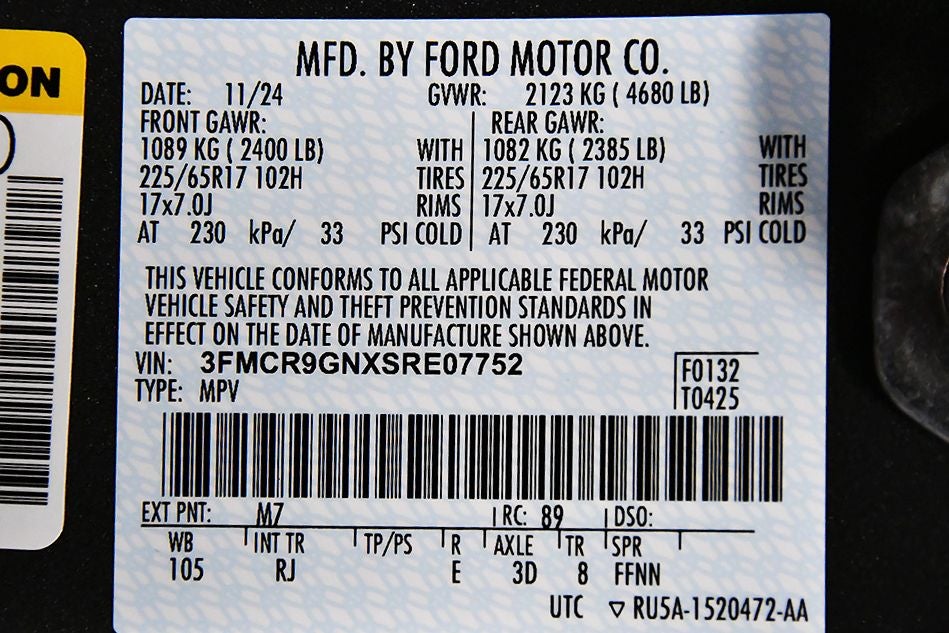 ON
MFD. BY FORD MOTOR CO.
DATE: 11/24 GVWR: 2123 KG ( 4680 LB)
FRONT GAWR: REAR GAWR:
1089 KG ( 2400 LB) WITH 1082 KG ( 2385 LB) WITH
225/65R17 102H TIRES 225/65R17 102H TIRES
17x7.0J RIMS 17x7.0J RIMS
AT 230 kPa/ 33 PSI COLD AT 230 kPa/ 33 PSI COLD
THIS VEHICLE CONFORMS TO ALL APPLICABLE FEDERAL MOTOR
VEHICLE SAFETY AND THEFT PREVENTION STANDARDS IN
EFFECT ON THE DATE OF MANUFACTURE SHOWN ABOVE.
VIN: 3FMCR9GNXSRE07752
F0132
TYPE: MPV
T0425
EXT PNT: M7 RC: 89 DSO:
WB INT TR TP/PS R AXLE TR SPR
105 RJ E 3D 8 FFNN
UTC ▽ RU5A-1520472-AA